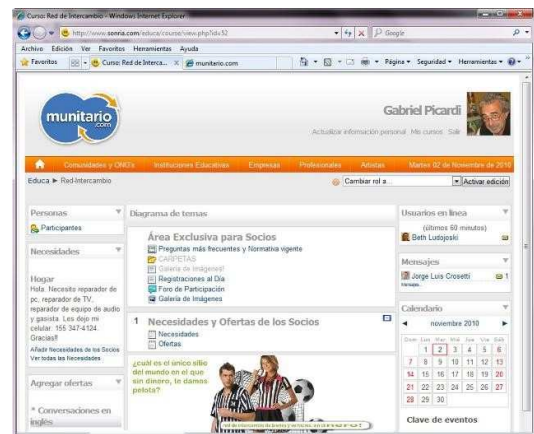 Curso: Red de Intercambio - Windows Internet Explorer
http://www.sonria.com/educa/course/view.php?id=52
Google
Archivo Edición Ver Favoritos Herramientas Ayuda
Favoritos Curso: Red de Interca... munitario.com Página Seguridad Herramientas
munitario
.com
Gabriel Picardi
Actualizar información personal Mis cursos Salir
Comunidades y ONG's Instituciones Educativas Empresas Profesionales Artistas Martes 02 de Noviembre de 2010
Educa ► Red-Intercambio
Cambiar rol a... Activar edición
Personas
Participantes
Necesidades
Hogar
Hola. Necesito reparador de
pc, reparador de TV,
reparador de equipo de audio
y gasista. Les dejo mi
celular: 155 347-4124.
Gracias!!
Añadir Necesidades de los Socios
Ver todas las Necesidades
Agregar ofertas
* Conversaciones en
inglés
Diagrama de temas
Área Exclusiva para
Socios
Preguntas más frecuentes y Normativa vigente
CARPETAS
Galería de Imágenes!
Registraciones al Día
Foro de Participación
Galería de Imágenes
1 Necesidades y Ofertas de los Socios
Necesidades
Ofertas
¿cuál es el único sitio
del mundo en el que
sin dinero, te damos
pelota?
Usuarios en línea
(últimos 60 minutos)
Beth Ludojoski
Mensajes
Jorge Luis Crosetti 1
Mensajes...
Calendario
◄ noviembre 2010 ►
Dom Lun Mar Mié Jue Vie Sáb
1 2 3 4 5 6
7 8 9 10 11 12 13
14 15 16 17 18 19 20
21 22 23 24 25 26 27
28 29 30
Clave de eventos